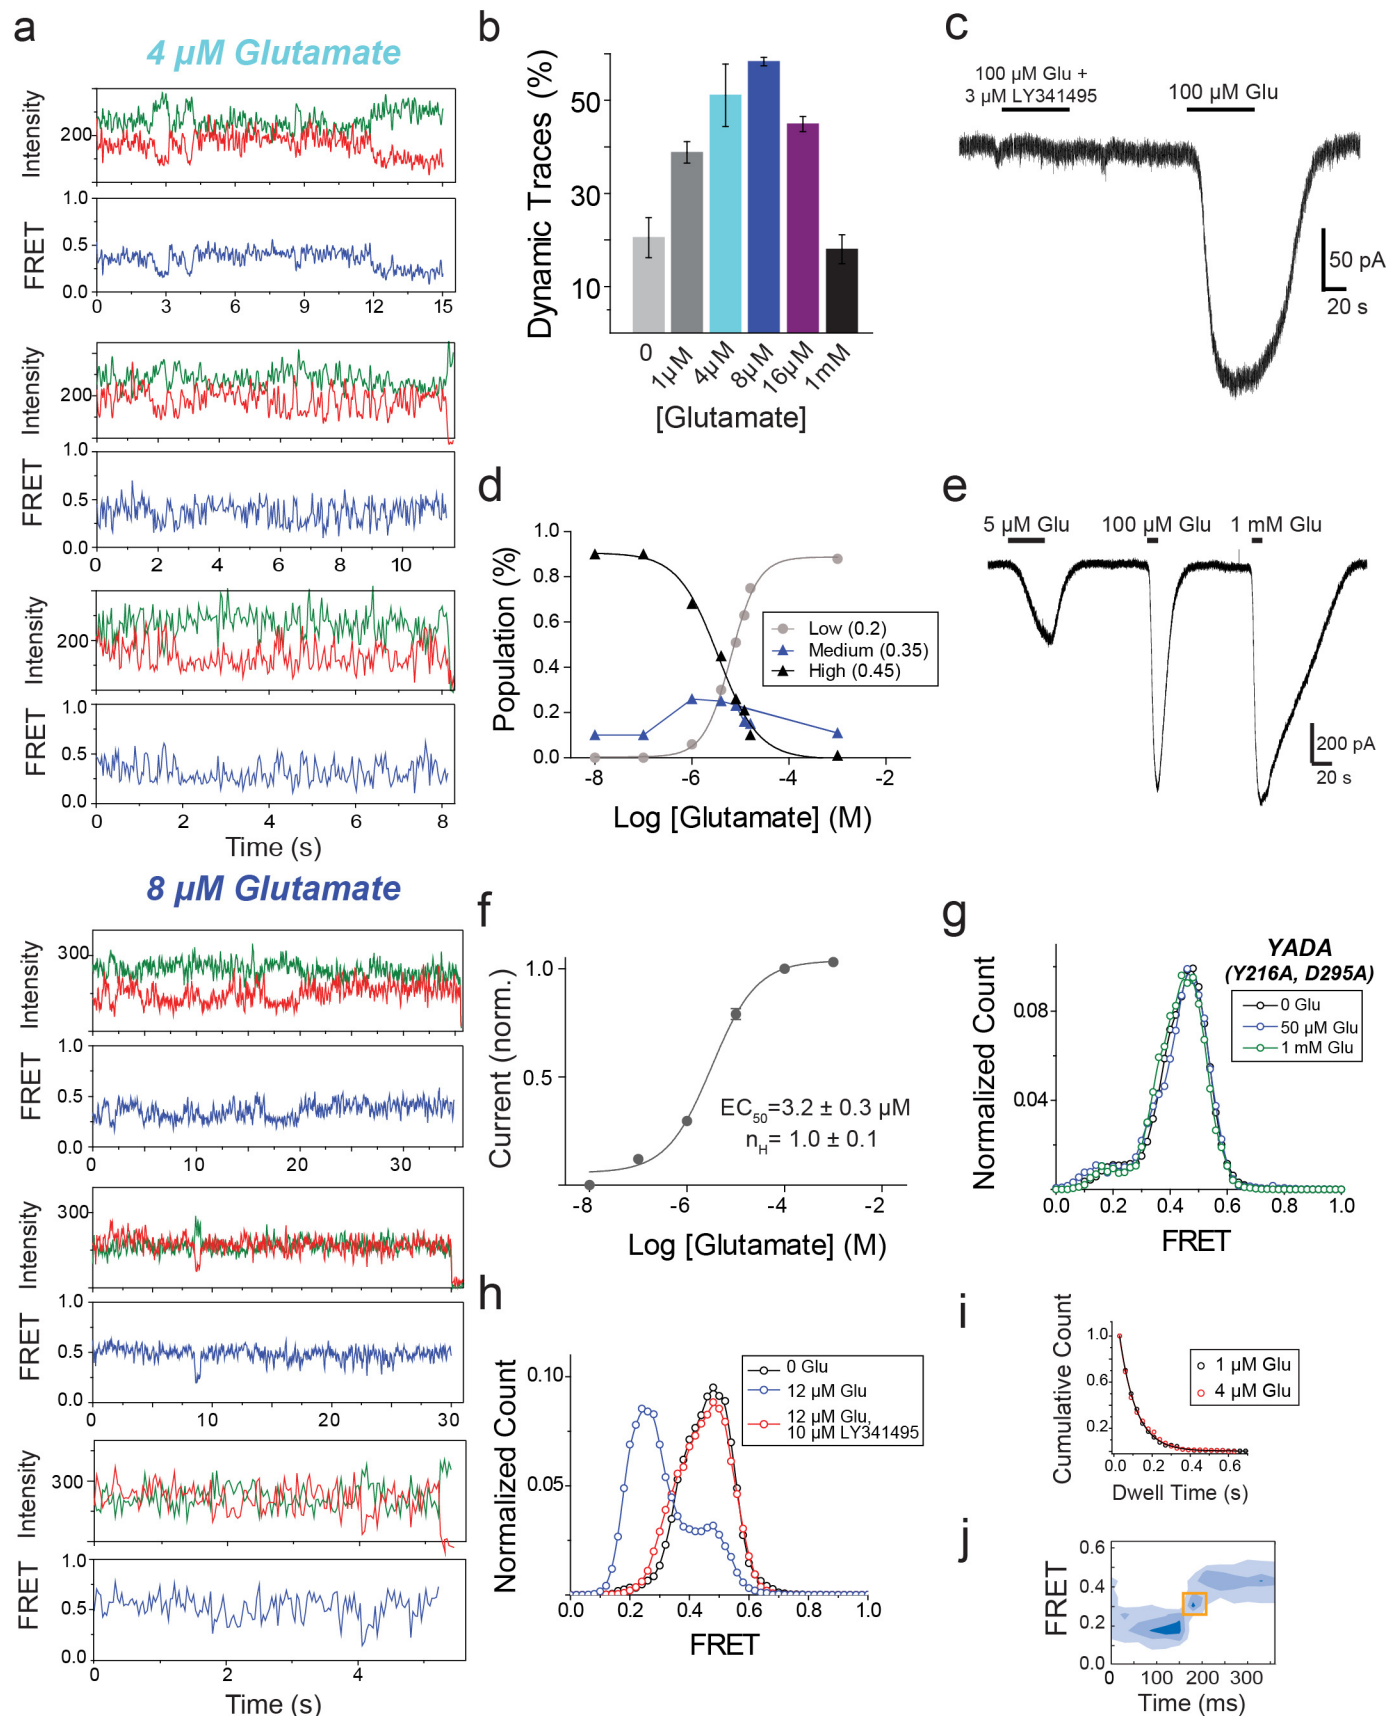 a
4 µM Glutamate
Intensity
200
0 3 6 9 12 15
FRET
1.0
0.5
0.0
Intensity
200
FRET
1.0
0.5
0.0
0 2 4 6 8 10
Intensity
200
FRET
1.0
0.5
0.0
0 2 4 6 8
Time (s)
8 µM Glutamate
Intensity
300
FRET
1.0
0.5
0.0
0 10 20 30
Intensity
300
FRET
1.0
0.5
0.0
0 10 20 30
Intensity
300
FRET
1.0
0.5
0.0
0 2 4
Time (s)
b
Dynamic Traces (%)
50
30
10
0 1µM 4µM 8µM 16µM 1mM
[Glutamate]
c
100 µM Glu +
3 µM LY341495
100 µM Glu
50 pA
20 s
d
Population (%)
1.0
0.8
0.6
0.4
0.2
0.0
-8 -6 -4 -2
Low (0.2)
Medium (0.35)
High (0.45)
Log [Glutamate] (M)
e
5 µM Glu 100 µM Glu 1 mM Glu
200 pA
20 s
f
Current (norm.)
1.0
0.5
EC50=3.2 ± 0.3 µM
nH= 1.0 ± 0.1
-8 -6 -4 -2
Log [Glutamate] (M)
g
YADA
(Y216A, D295A)
0 Glu
50 µM Glu
1 mM Glu
Normalized Count
0.08
0.04
0.0 0.2 0.4 0.6 0.8 1.0
FRET
h
Normalized Count
0.10
0.05
0 Glu
12 µM Glu
12 µM Glu,
10 µM LY341495
0.0 0.2 0.4 0.6 0.8 1.0
FRET
i
Cumulative Count
1.0
0.6
0.2
1 µM Glu
4 µM Glu
0.0 0.2 0.4 0.6
Dwell Time (s)
j
FRET
0.6
0.4
0.2
0.0
0 100 200 300
Time (ms)